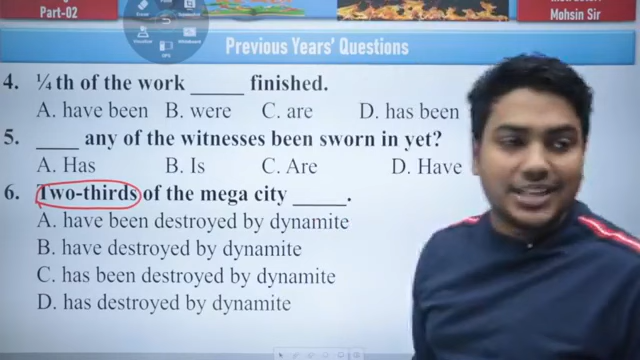 Part-02
Mohsin Sir
Previous Years' Questions
4. ¼ th of the work _____ finished.
A. have been B. were C. are D. has been
5. ____ any of the witnesses been sworn in yet?
A. Has B. Is C. Are D. Have
6. Two-thirds of the mega city _____.
A. have been destroyed by dynamite
B. have destroyed by dynamite
C. has been destroyed by dynamite
D. has destroyed by dynamite